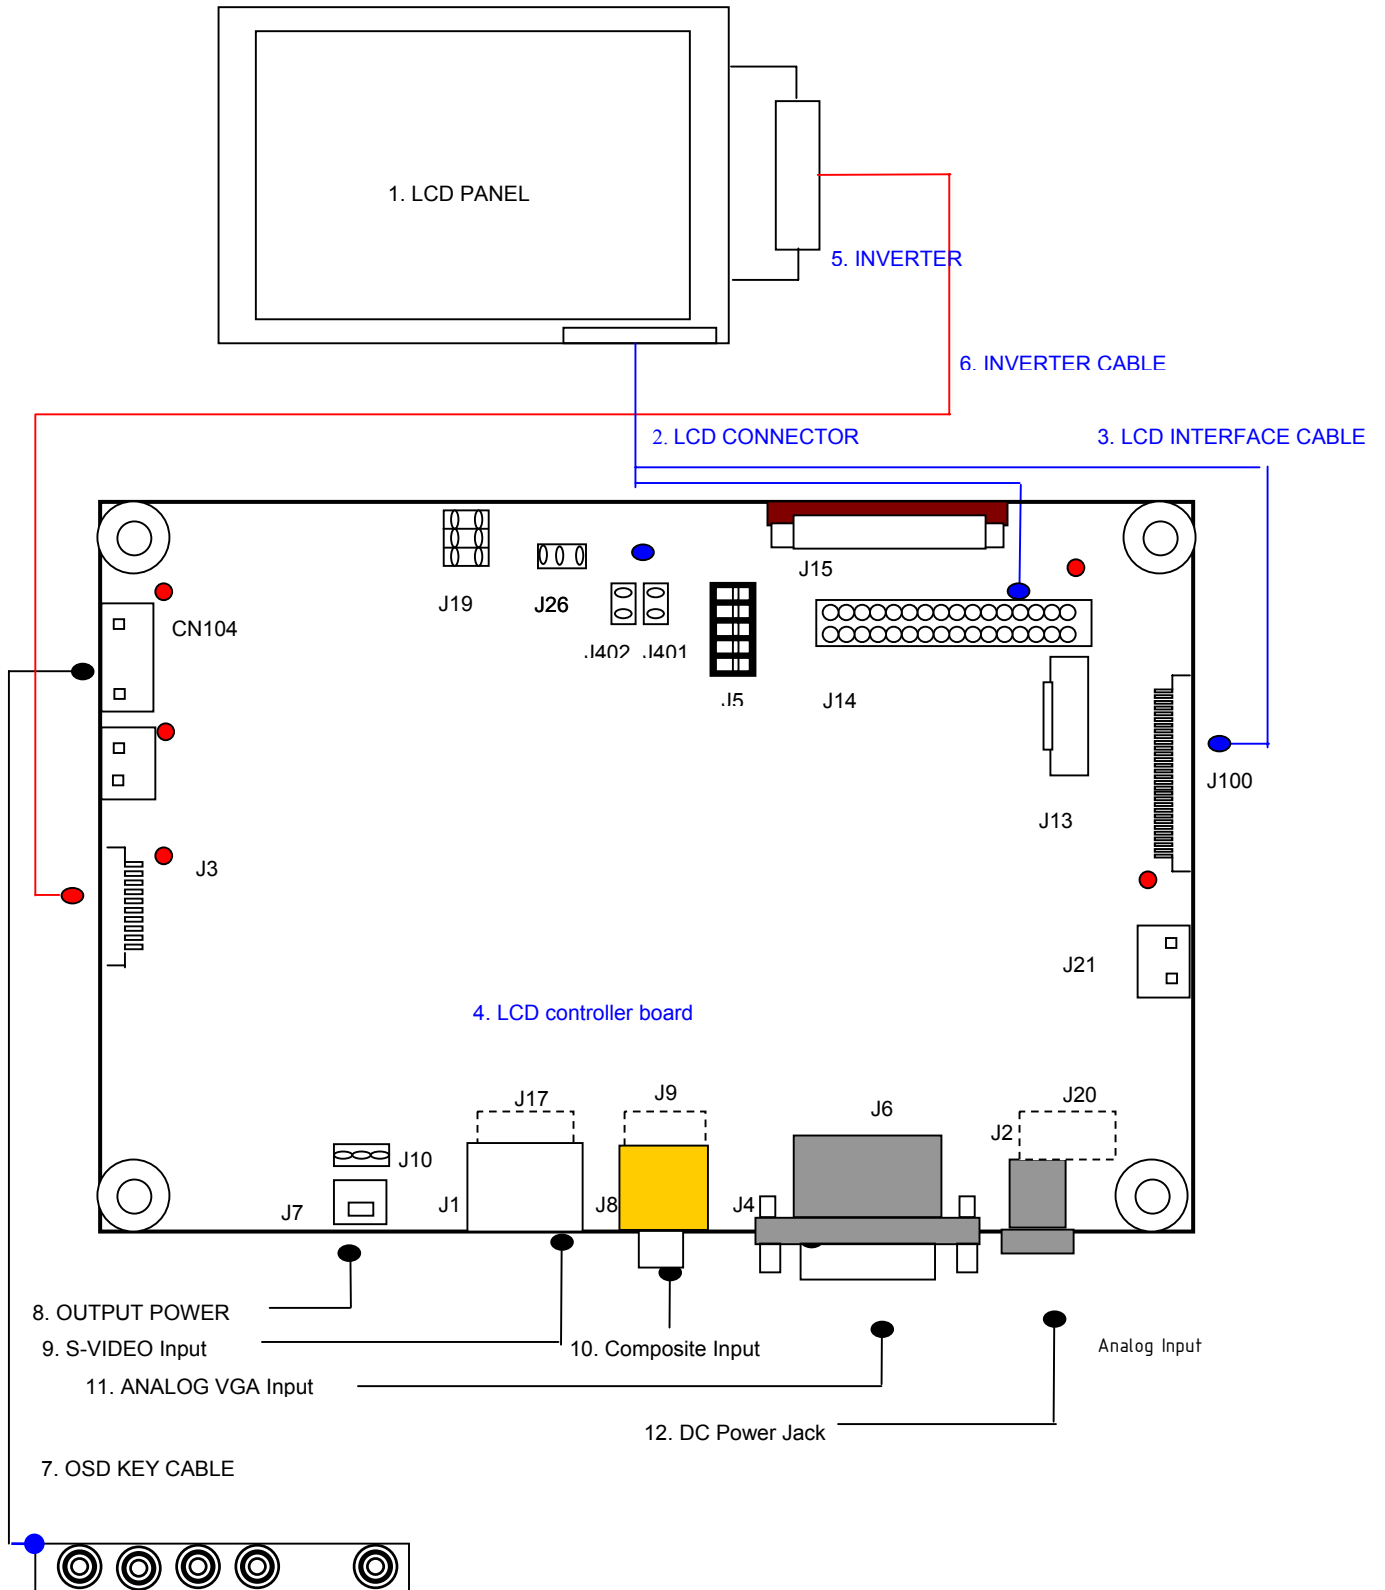 1. LCD PANEL
5. INVERTER
6. INVERTER CABLE
2. LCD CONNECTOR
3. LCD INTERFACE CABLE
J15
J19
J26
CN104
J402
J401
J5
J14
J100
J13
J3
J21
4. LCD controller board
J17
J9
J6
J20
J2
J10
J7
J1
J8
J4
8. OUTPUT POWER
9. S-VIDEO Input
10. Composite Input
Analog Input
11. ANALOG VGA Input
12. DC Power Jack
7. OSD KEY CABLE